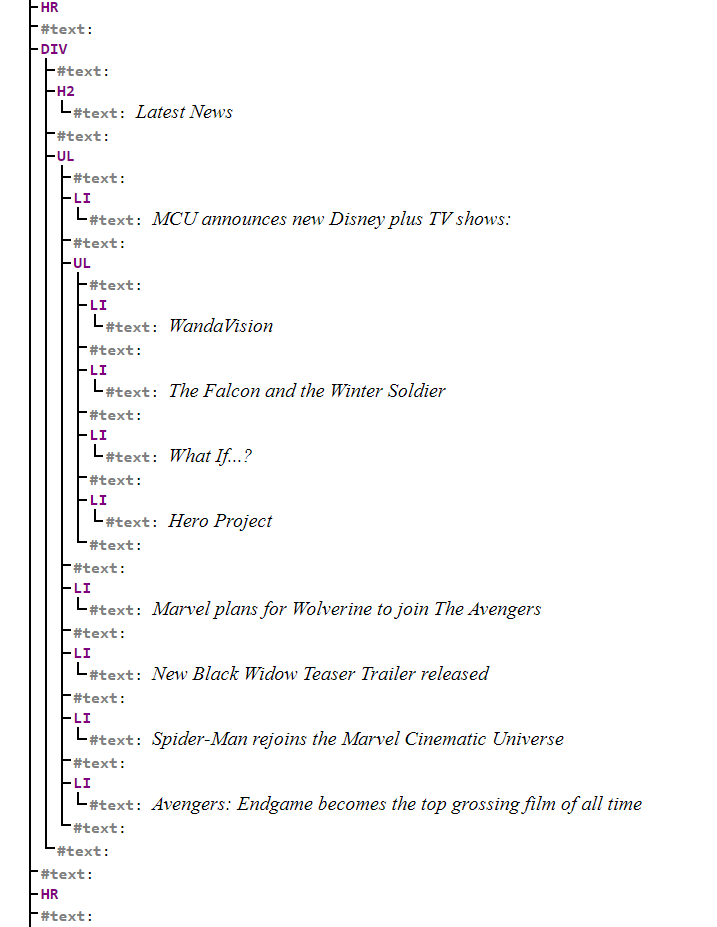 HR
#text:
DIV
#text:
H2
#text: Latest News
#text:
UL
#text:
LI
#text: MCU announces new Disney plus TV shows:
#text:
UL
#text:
LI
#text: WandaVision
#text:
LI
#text: The Falcon and the Winter Soldier
#text:
LI
#text: What If...?
#text:
LI
#text: Hero Project
#text:
#text:
LI
#text: Marvel plans for Wolverine to join The Avengers
#text:
LI
#text: New Black Widow Teaser Trailer released
#text:
LI
#text: Spider-Man rejoins the Marvel Cinematic Universe
#text:
LI
#text: Avengers: Endgame becomes the top grossing film of all time
#text:
#text:
#text:
HR
#text: